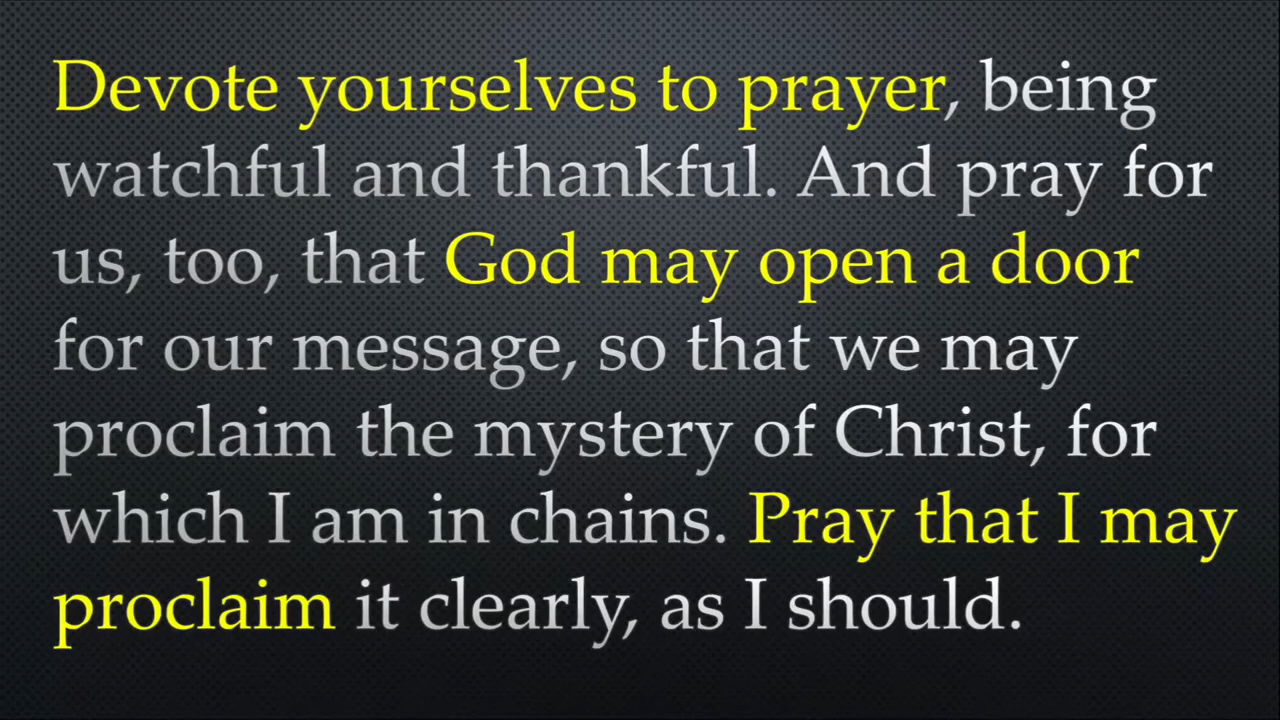 Devote yourselves to prayer, being
watchful and thankful. And pray for
us, too, that God may open a door
for our message, so that we may
proclaim the mystery of Christ, for
which I am in chains. Pray that I may
proclaim it clearly, as I should.